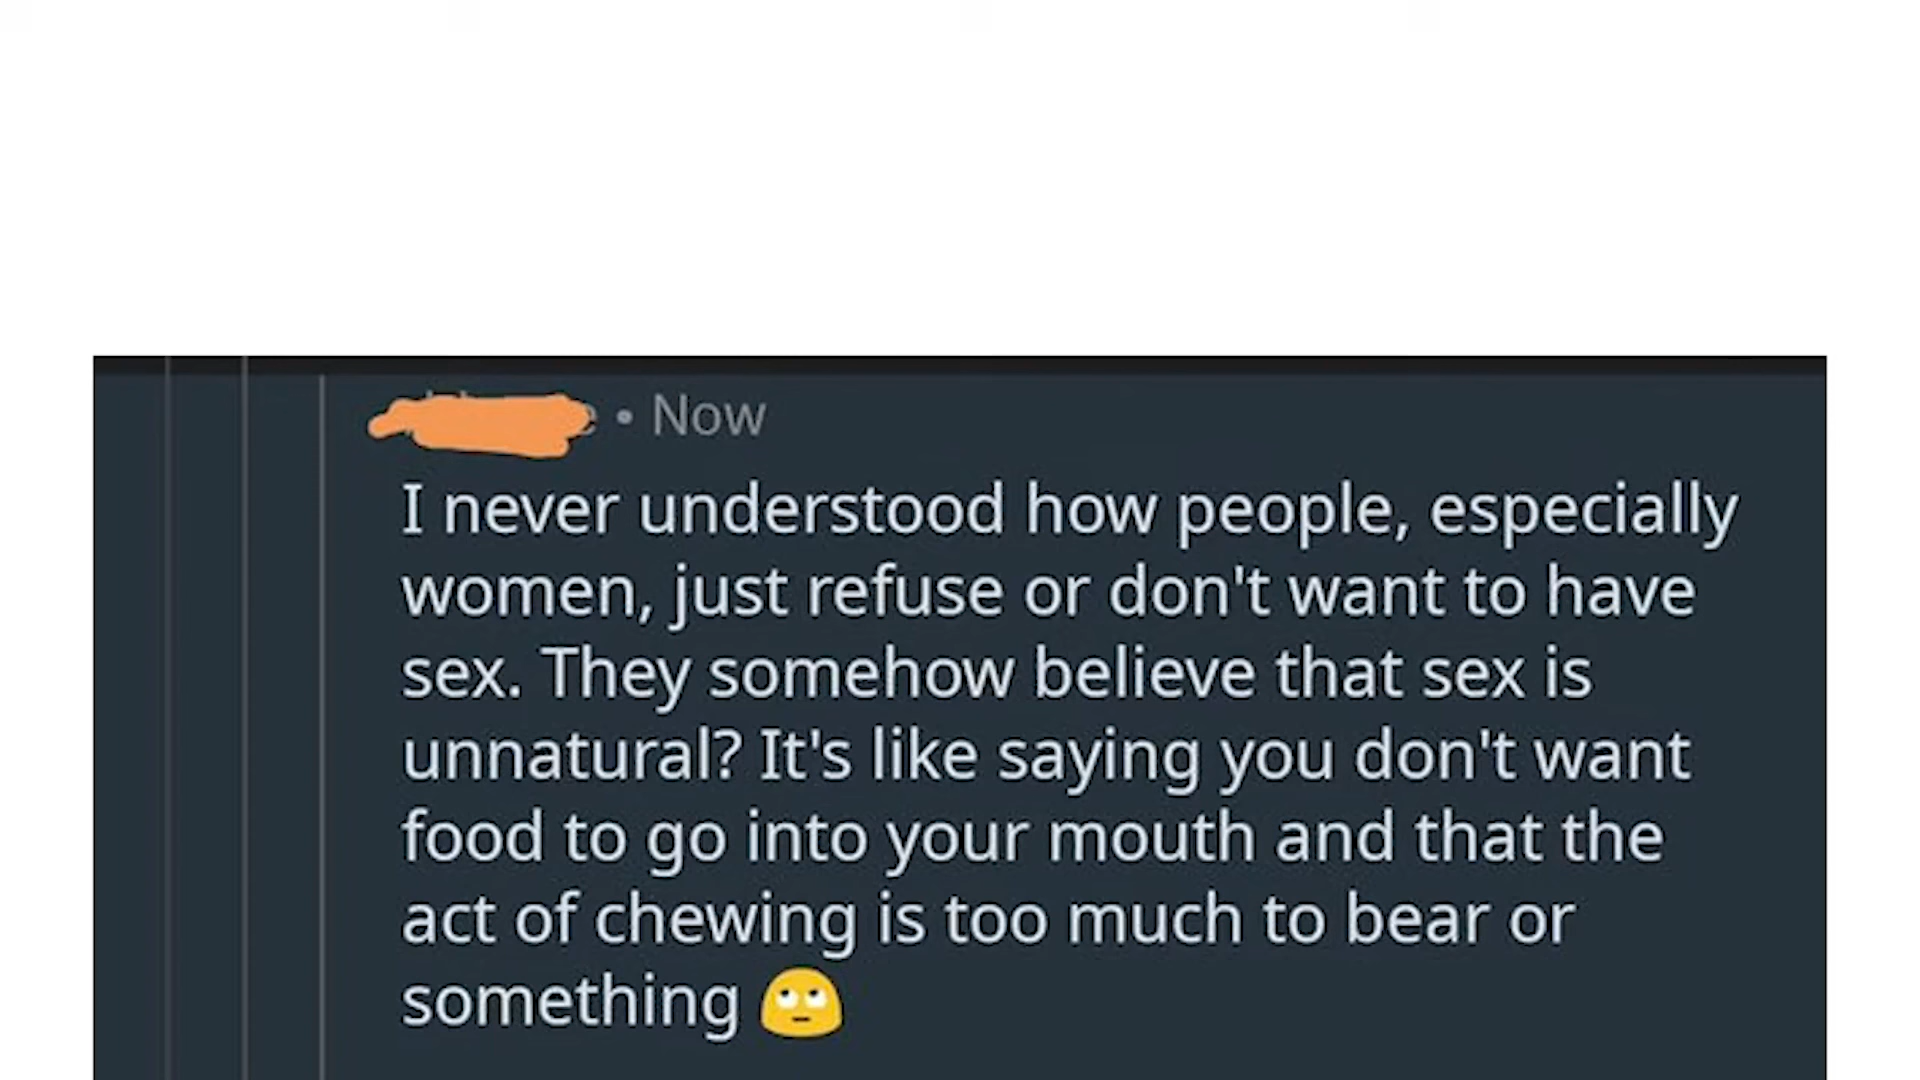 • Now
I never understood how people, especially
women, just refuse or don't want to have
sex. They somehow believe that sex is
unnatural? It's like saying you don't want
food to go into your mouth and that the
act of chewing is too much to bear or
something 🙄